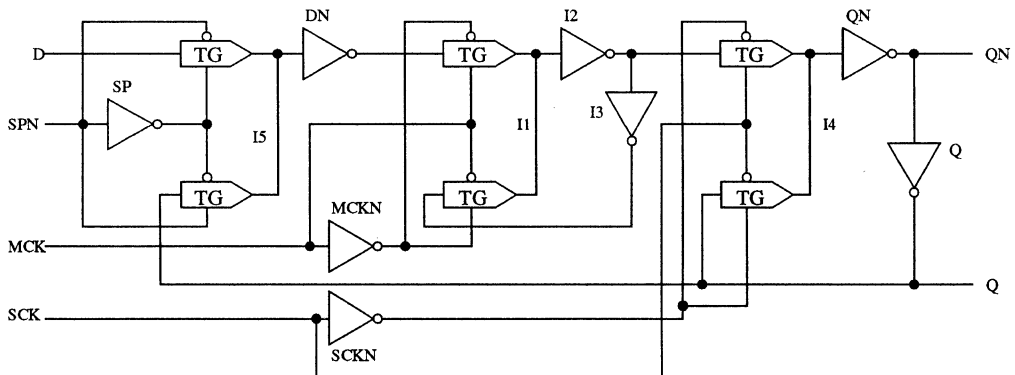 DN
I2
QN
D
TG
TG
TG
QN
SP
SPN
I5
I3
I1
I4
Q
TG
TG
TG
MCKN
MCK
Q
SCK
SCKN